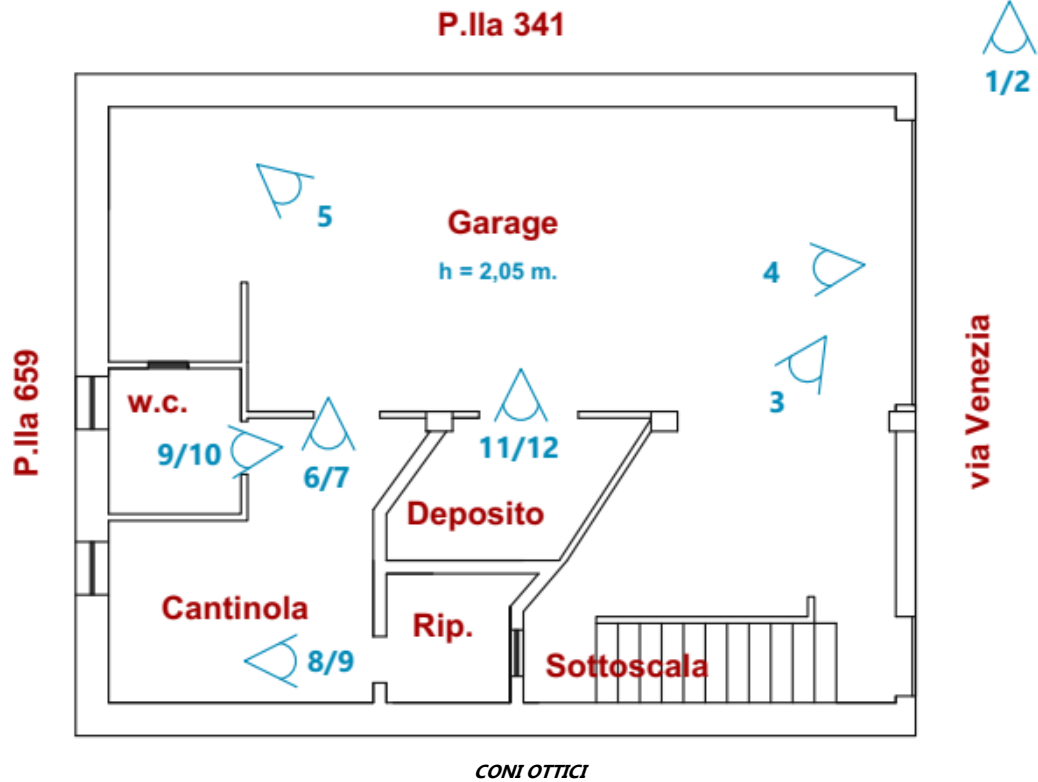 P.lla 341
1/2
5
Garage
h = 2,05 m.
4
3
via Venezia
P.lla 659
w.c.
9/10
6/7
11/12
Deposito
Cantinola
Rip.
8/9
Sottoscala
CONI OTTICI